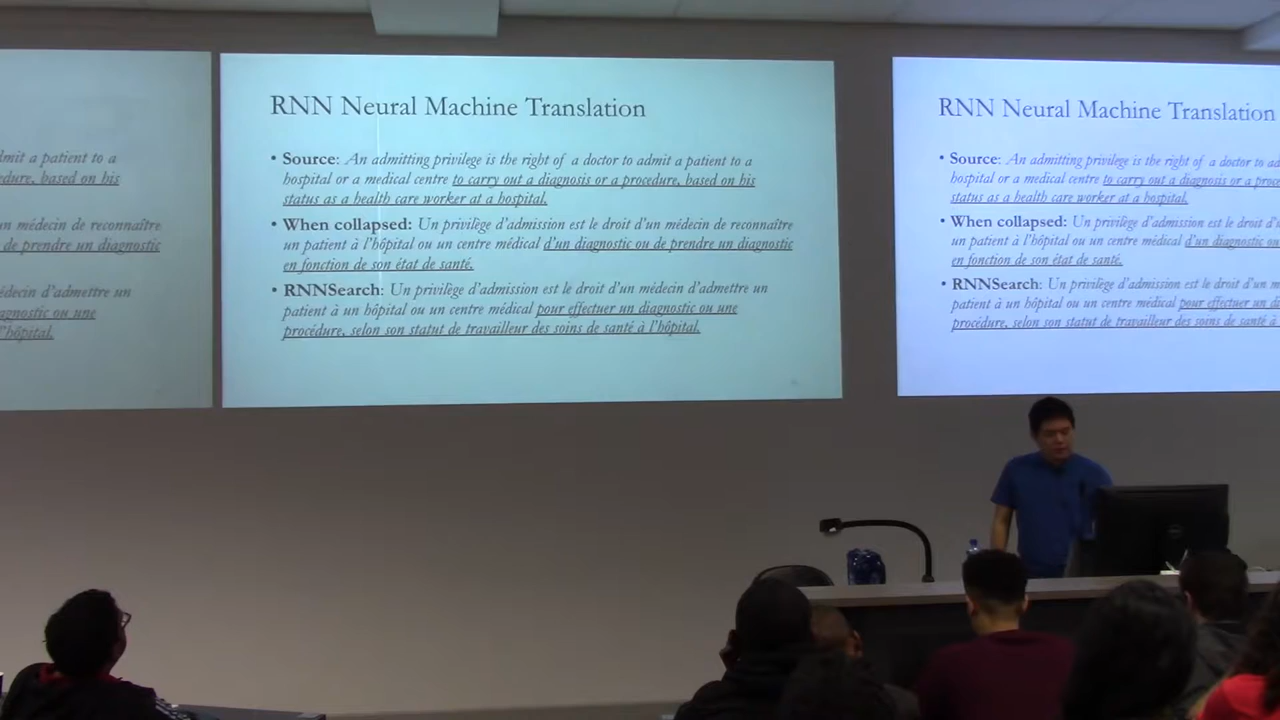 RNN Neural Machine Translation
• Source: An admitting privilege is the right of a doctor to admit a patient to a
hospital or a medical centre to carry out a diagnosis or a procedure, based on his
status as a health care worker at a hospital.
• When collapsed: Un privilège d'admission est le droit d'un médecin de reconnaître
un patient à l'hôpital ou un centre médical d'un diagnostic ou de prendre un diagnostic
en fonction de son état de santé.
• RNNSearch: Un privilège d'admission est le droit d'un médecin d'admettre un
patient à un hôpital ou un centre médical pour effectuer un diagnostic ou une
procédure, selon son statut de travailleur des soins de santé à l'hôpital.
admit a patient to a
based on his
un médecin de reconnaître
de prendre un diagnostic
d'admettre un
ou une
l'hôpital.
RNN Neural Machine Translation
• Source: An admitting privilege is the right of a doctor to
hospital or a medical centre to carry out a diagnosis or a
status as a health care worker at a hospital.
• When collapsed: Un privilège d'admission est le droit
un patient à l'hôpital ou un centre médical d'un diagnostic
en fonction de son état de santé.
• RNNSearch: Un privilège d'admission est le droit d'un
patient à un hôpital ou un centre médical pour effectuer un
procédure, selon son statut de travailleur des soins de santé à